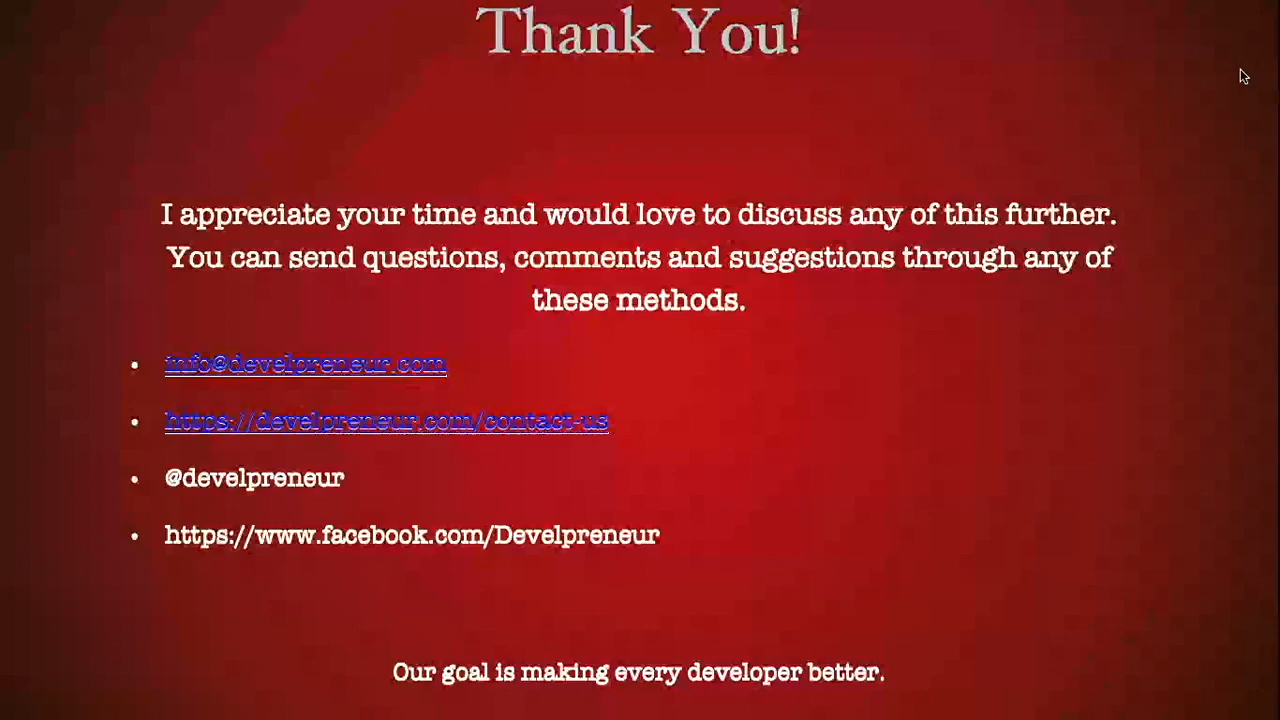 Thank You!
I appreciate your time and would love to discuss any of this further.
You can send questions, comments and suggestions through any of
these methods.
• info@develpreneur.com
• https://develpreneur.com/contact-us
• @develpreneur
• https://www.facebook.com/Develpreneur
Our goal is making every developer better.